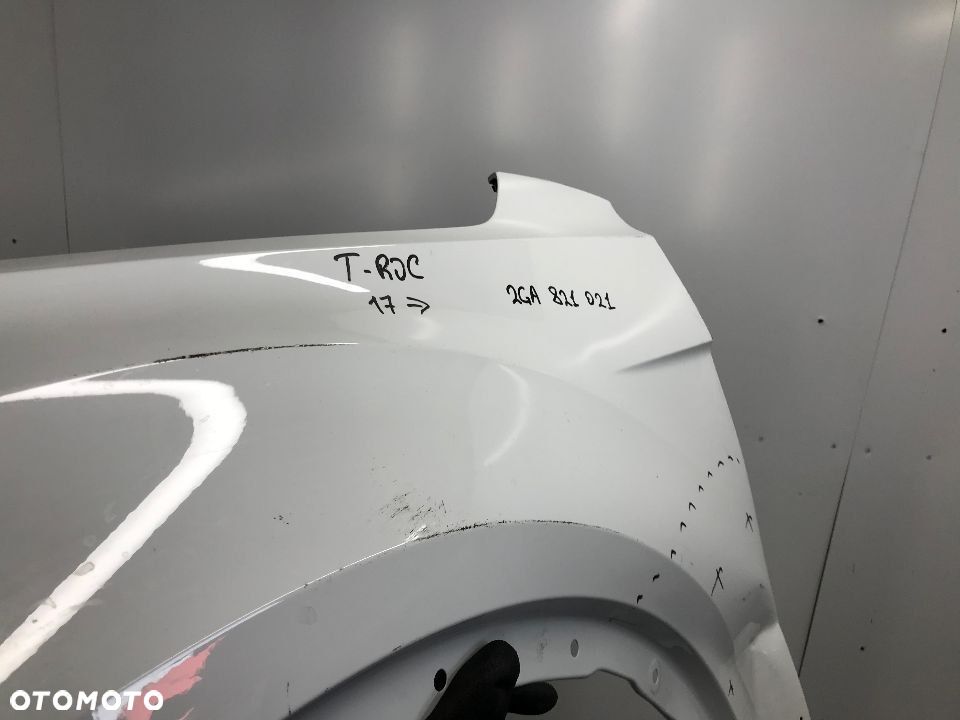 T-ROC
17 ⇒
2GA 821 021
OTOMOTO